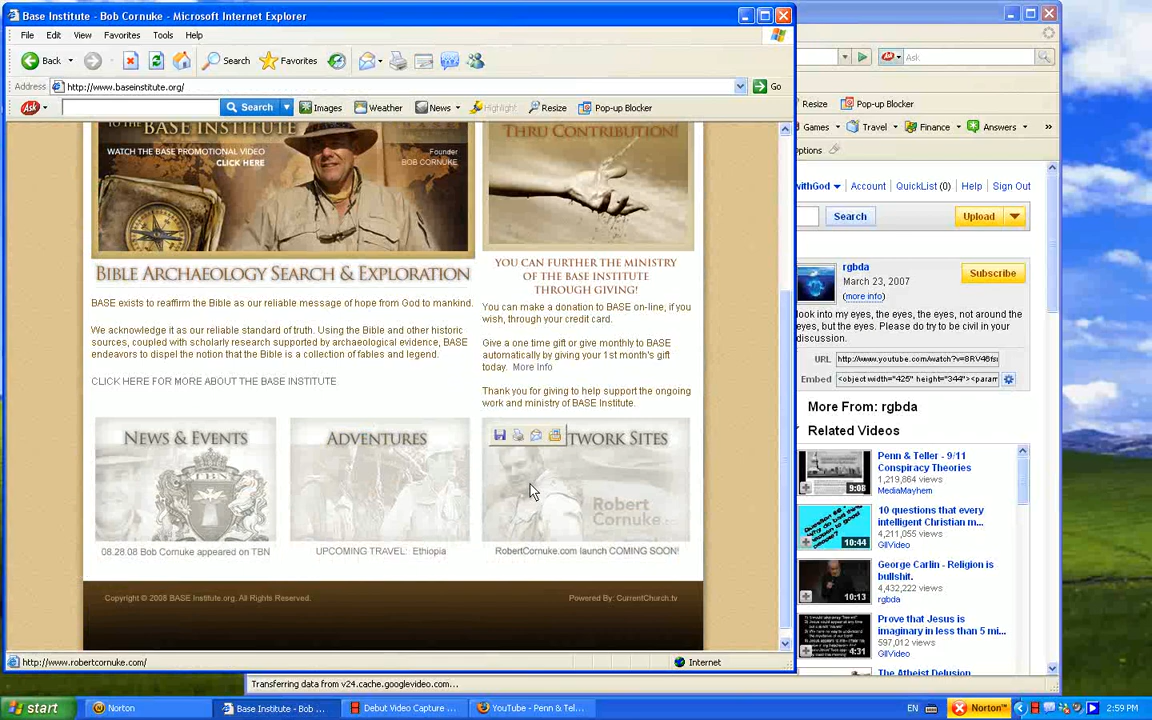 Base Institute - Bob Cornuke - Microsoft Internet Explorer
File Edit View Favorites Tools Help
Back Search Favorites
Address http://www.baseinstitute.org/ Go
Ask Search Images Weather News Highlight Resize Pop-up Blocker
TO THE BASE INSTITUTE
WATCH THE BASE PROMOTIONAL VIDEO
CLICK HERE
Founder
BOB CORNUKE
THRU CONTRIBUTION!
BIBLE ARCHAEOLOGY SEARCH & EXPLORATION
BASE exists to reaffirm the Bible as our reliable message of hope from God to mankind.
We acknowledge it as our reliable standard of truth. Using the Bible and other historic
sources, coupled with scholarly research supported by archaeological evidence, BASE
endeavors to dispel the notion that the Bible is a collection of fables and legend.
CLICK HERE FOR MORE ABOUT THE BASE INSTITUTE
YOU CAN FURTHER THE MINISTRY
OF THE BASE INSTITUTE
THROUGH GIVING!
You can make a donation to BASE on-line, if you
wish, through your credit card.
Give a one time gift or give monthly to BASE
automatically by giving your 1st month's gift
today. More Info
Thank you for giving to help support the ongoing
work and ministry of BASE Institute.
NEWS & EVENTS
TBN
08.28.08 Bob Cornuke appeared on TBN
ADVENTURES
UPCOMING TRAVEL: Ethiopia
TWORK SITES
Robert
Cornuke
RobertCornuke.com launch COMING SOON!
Copyright © 2008 BASE Institute.org. All Rights Reserved.
Powered By: CurrentChurch.tv
http://www.robertcornuke.com/ Internet
Ask Ask
Resize Pop-up Blocker
Games Travel Finance Answers »
ptions
withGod Account QuickList (0) Help Sign Out
Search Upload
rgbda
March 23, 2007
(more info)
Subscribe
look into my eyes, the eyes, the eyes, not around the
eyes, but the eyes. Please do try to be civil in your
discussion.
URL http://www.youtube.com/watch?v=8RV46fs
Embed <object width="425" height="344"><param
More From: rgbda
Related Videos
Penn & Teller - 9/11
Conspiracy Theories
1,219,864 views
MediaMayhem
9:08
10 questions that every
intelligent Christian m...
4,211,055 views
GIIVideo
10:44
George Carlin - Religion is
bullshit.
4,432,222 views
rgbda
10:13
Prove that Jesus is
imaginary in less than 5 mi...
597,012 views
GIIVideo
4:31
The Atheist Delusion
Transferring data from v24.cache.googlevideo.com...
start Norton Base Institute - Bob ... Debut Video Capture ... YouTube - Penn & Tel... EN Norton™ 2:59 PM